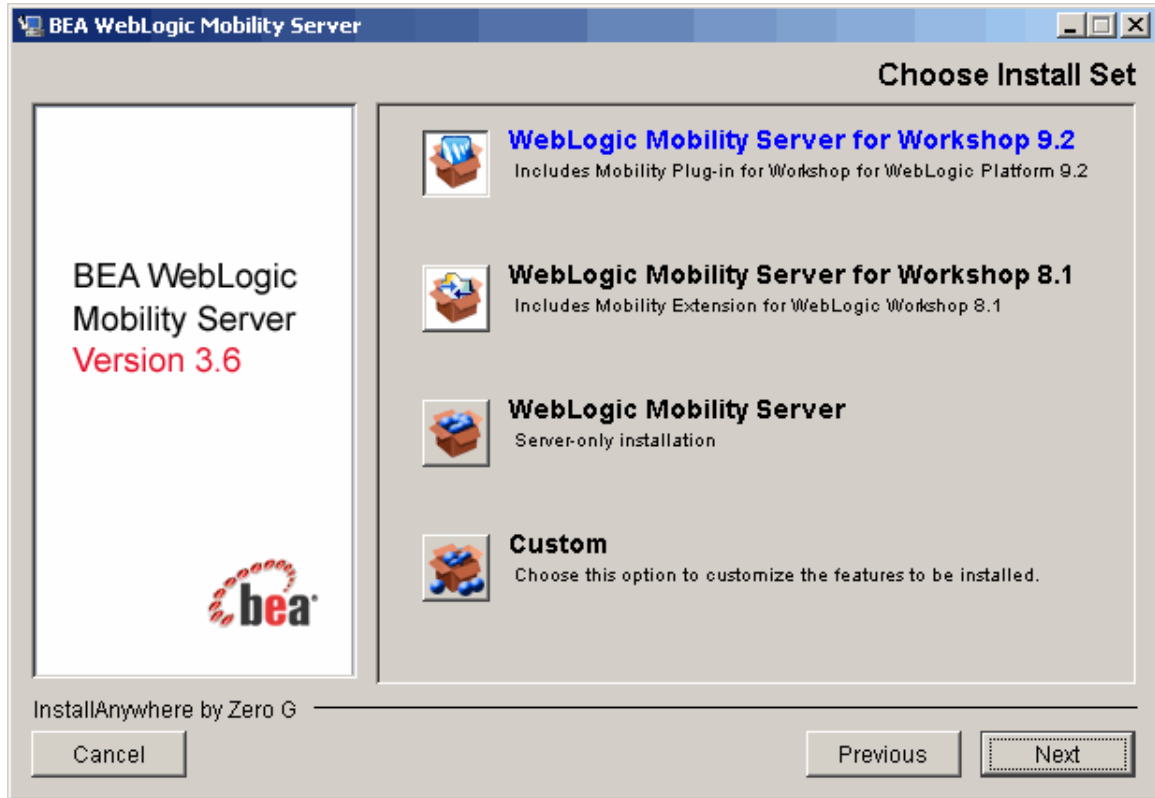 BEA WebLogic Mobility Server
Choose Install Set
BEA WebLogic
Mobility Server
Version 3.6
bea
WebLogic Mobility Server for Workshop 9.2
Includes Mobility Plug-in for Workshop for WebLogic Platform 9.2
WebLogic Mobility Server for Workshop 8.1
Includes Mobility Extension for WebLogic Workshop 8.1
WebLogic Mobility Server
Server-only installation
Custom
Choose this option to customize the features to be installed.
InstallAnywhere by Zero G
Cancel
Previous
Next